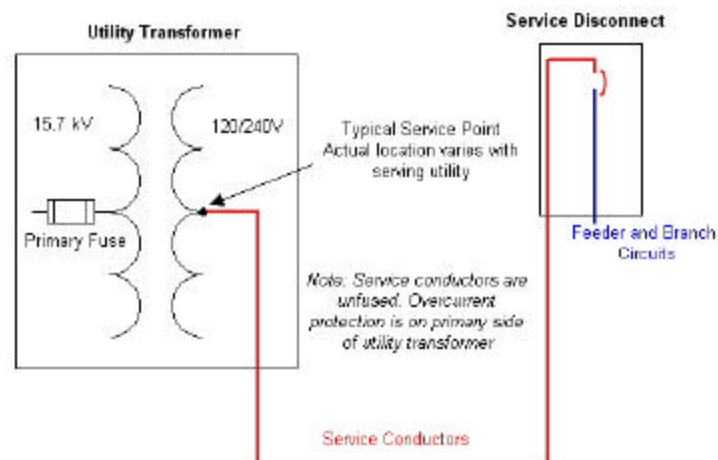 Utility Transformer
Service Disconnect
15.7 kV
120/240V
Typical Service Point
Actual location varies with
serving utility
Primary Fuse
Feeder and Branch
Circuits
Note: Service conductors are
unfused. Overcurrent
protection is on primary side
of utility transformer
Service Conductors